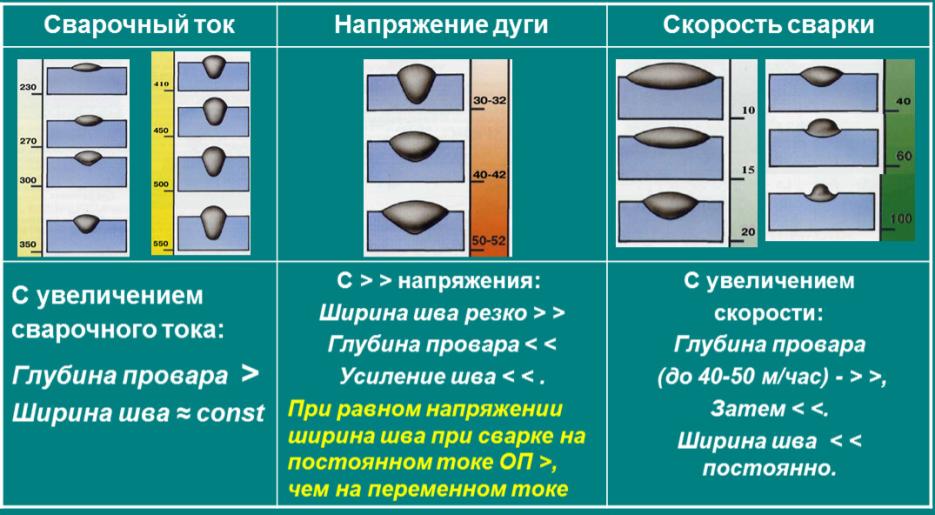 Сварочный ток
Напряжение дуги
Скорость сварки
230
270
300
350
410
450
500
550
30-32
40-42
50-52
10
15
20
40
60
100
С увеличением
сварочного тока:
Глубина провара >
Ширина шва ≈ const
С > > напряжения:
Ширина шва резко > >
Глубина провара < <
Усиление шва < < .
При равном напряжении
ширина шва при сварке на
постоянном токе ОП >,
чем на переменном токе
С увеличением
скорости:
Глубина провара
(до 40-50 м/час) - > >,
Затем < <.
Ширина шва < <
постоянно.